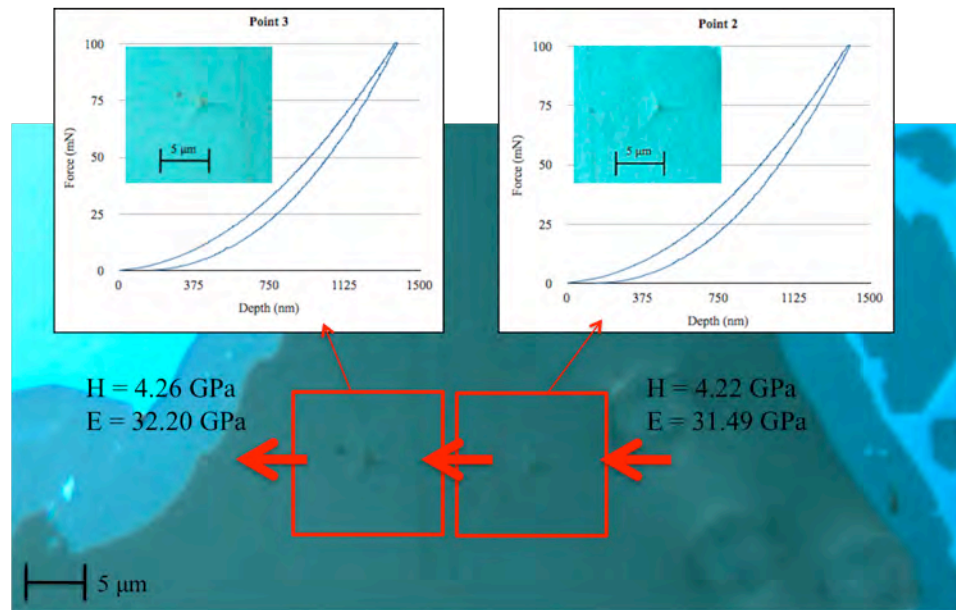 Point 3
Force (mN)
100
75
50
25
0
0 375 750 1125 1500
Depth (nm)
5 μm
Point 2
Force (mN)
100
75
50
25
0
0 375 750 1125 1500
Depth (nm)
5 μm
H = 4.26 GPa
E = 32.20 GPa
H = 4.22 GPa
E = 31.49 GPa
5 μm